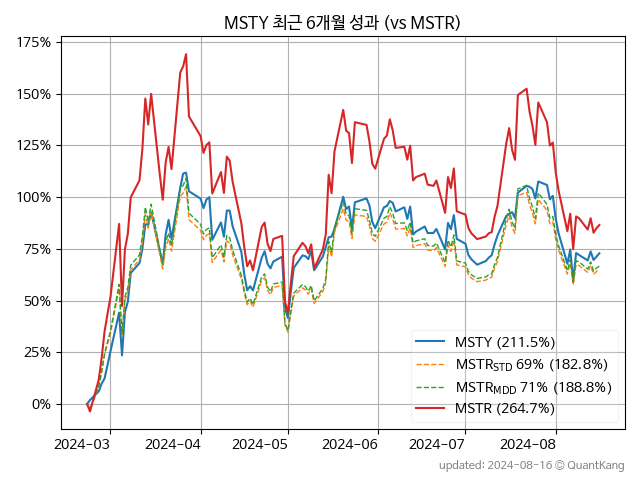 MSTY 최근 6개월 성과 (vs MSTR)
175%
150%
125%
100%
75%
50%
25%
0%
MSTY (211.5%)
MSTR_STD 69% (182.8%)
MSTR_MDD 71% (188.8%)
MSTR (264.7%)
2024-03 2024-04 2024-05 2024-06 2024-07 2024-08
updated: 2024-08-16 © QuantKang